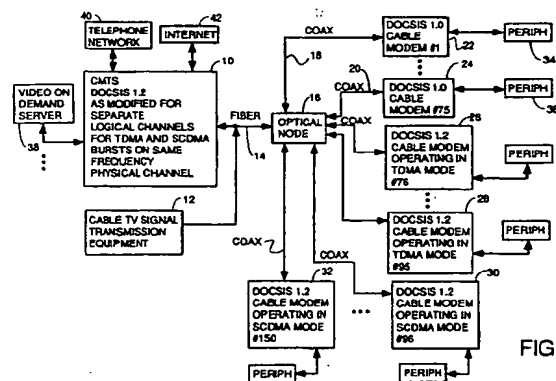 40
42
TELEPHONE
NETWORK
INTERNET
10
CMTS
DOCSIS 1.2
AS MODIFIED FOR
SEPARATE
LOGICAL CHANNELS
FOR TDMA AND SCDMA
BURSTS ON SAME
FREQUENCY
PHYSICAL CHANNEL
VIDEO ON
DEMAND
SERVER
38
12
CABLE TV SIGNAL
TRANSMISSION
EQUIPMENT
FIBER
14
16
OPTICAL
NODE
COAX
18
COAX
20
COAX
DOCSIS 1.0
CABLE
MODEM #1
22
PERIPH
34
24
DOCSIS 1.0
CABLE
MODEM #75
PERIPH
36
26
DOCSIS 1.2
CABLE MODEM
OPERATING IN
TDMA MODE
#76
PERIPH
28
DOCSIS 1.2
CABLE MODEM
OPERATING IN
TDMA MODE
#95
PERIPH
COAX
COAX
32
DOCSIS 1.2
CABLE MODEM
OPERATING IN
SCDMA MODE
#150
PERIPH
30
DOCSIS 1.2
CABLE MODEM
OPERATING IN
SCDMA MODE
#96
PERIPH
FIG